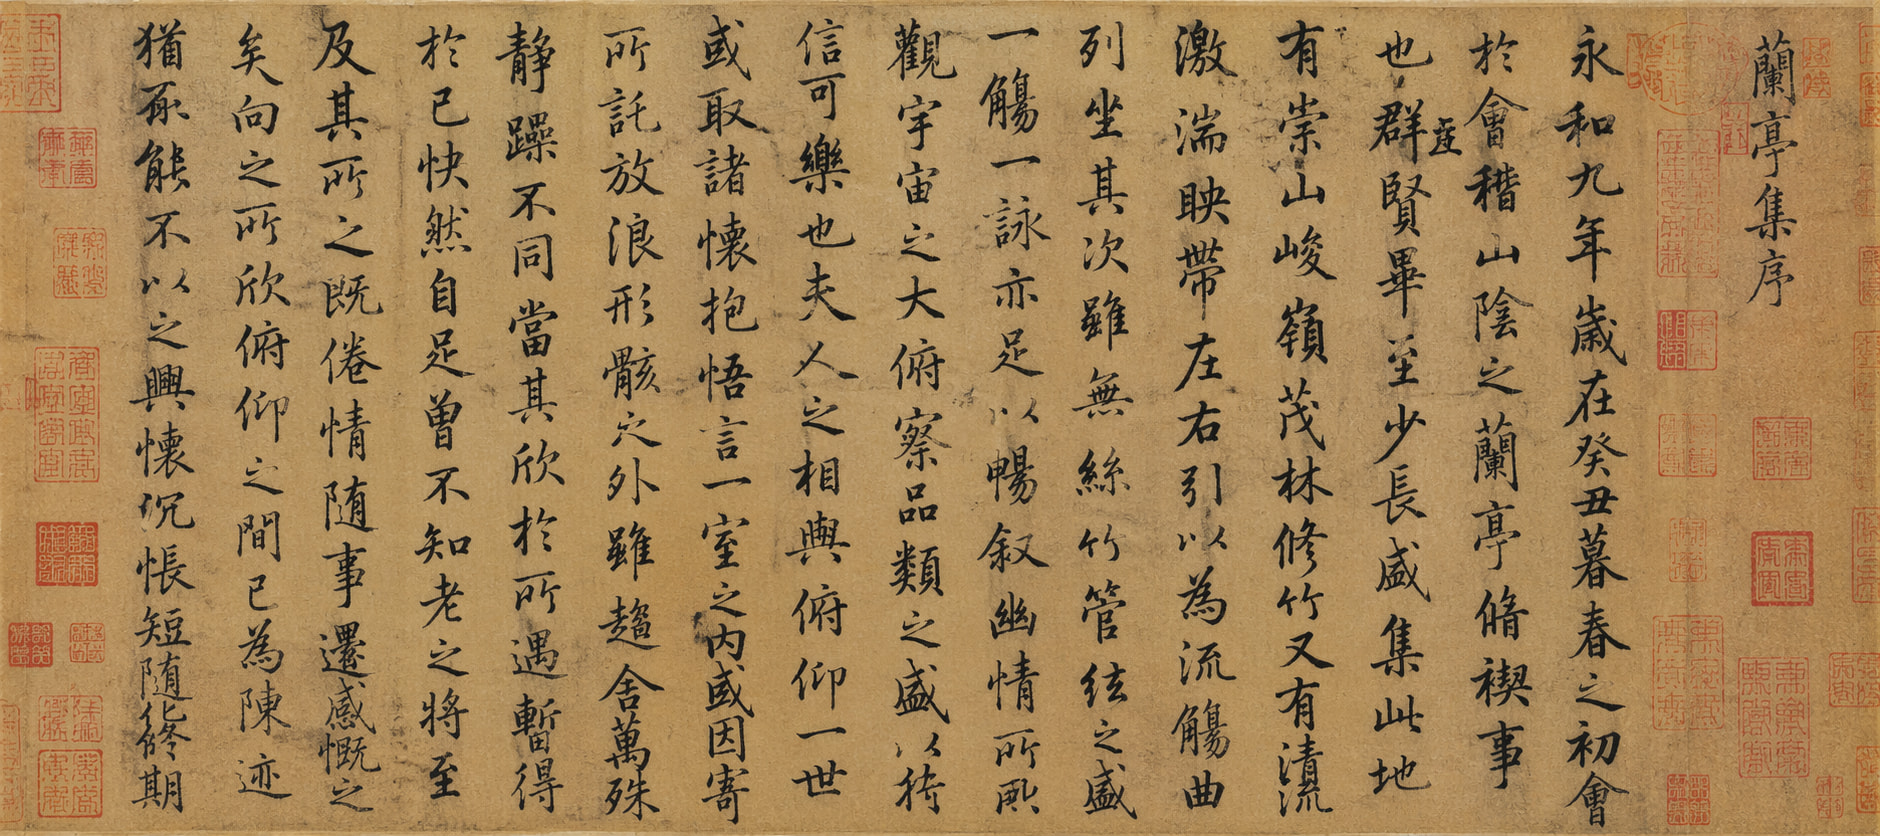 蘭亭集序
永和九年歲在癸丑暮春之初會
於會稽山陰之蘭亭脩禊事
也群賢畢至少長咸集此地
有崇山峻嶺茂林修竹又有清流
激湍映帶左右引以為流觴曲
列坐其次雖無絲竹管弦之盛
一觴一詠亦足以暢叙幽情所
觀宇宙之大俯察品類之盛以
信可樂也夫人之相與俯仰一世
或取諸懷抱悟言一室之內或因寄
所託放浪形骸之外雖趨舍萬殊
靜躁不同當其欣於所遇暫得
於己快然自足曾不知老之將至
及其所之既倦情隨事遷感慨之
矣向之所欣俯仰之間已為陳迹
猶不能不以之興懷況悵短隨化終期